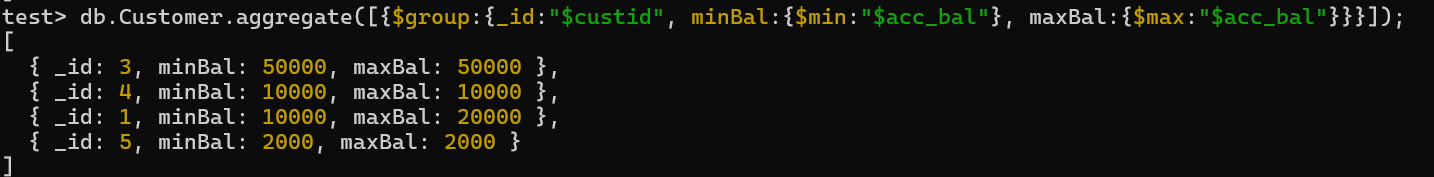 test> db.Customer.aggregate([{$group:{_id:"$custid", minBal:{$min:"$acc_bal"}, maxBal:{$max:"$acc_bal"}}}]);
[
  { _id: 3, minBal: 50000, maxBal: 50000 },
  { _id: 4, minBal: 10000, maxBal: 10000 },
  { _id: 1, minBal: 10000, maxBal: 20000 },
  { _id: 5, minBal: 2000, maxBal: 2000 }
]